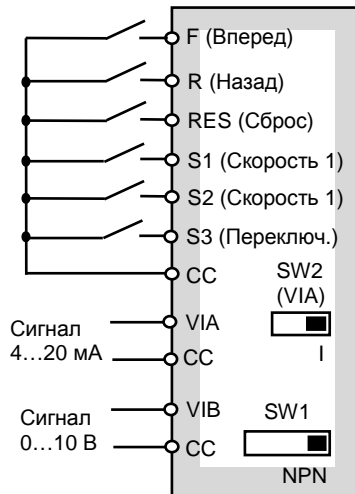 F (Вперед)
R (Назад)
RES (Сброс)
S1 (Скорость 1)
S2 (Скорость 1)
S3 (Переключ.)
CC
SW2
(VIA)
Сигнал
4...20 мА
VIA
CC
I
Сигнал
0...10 В
VIB
CC
SW1
NPN